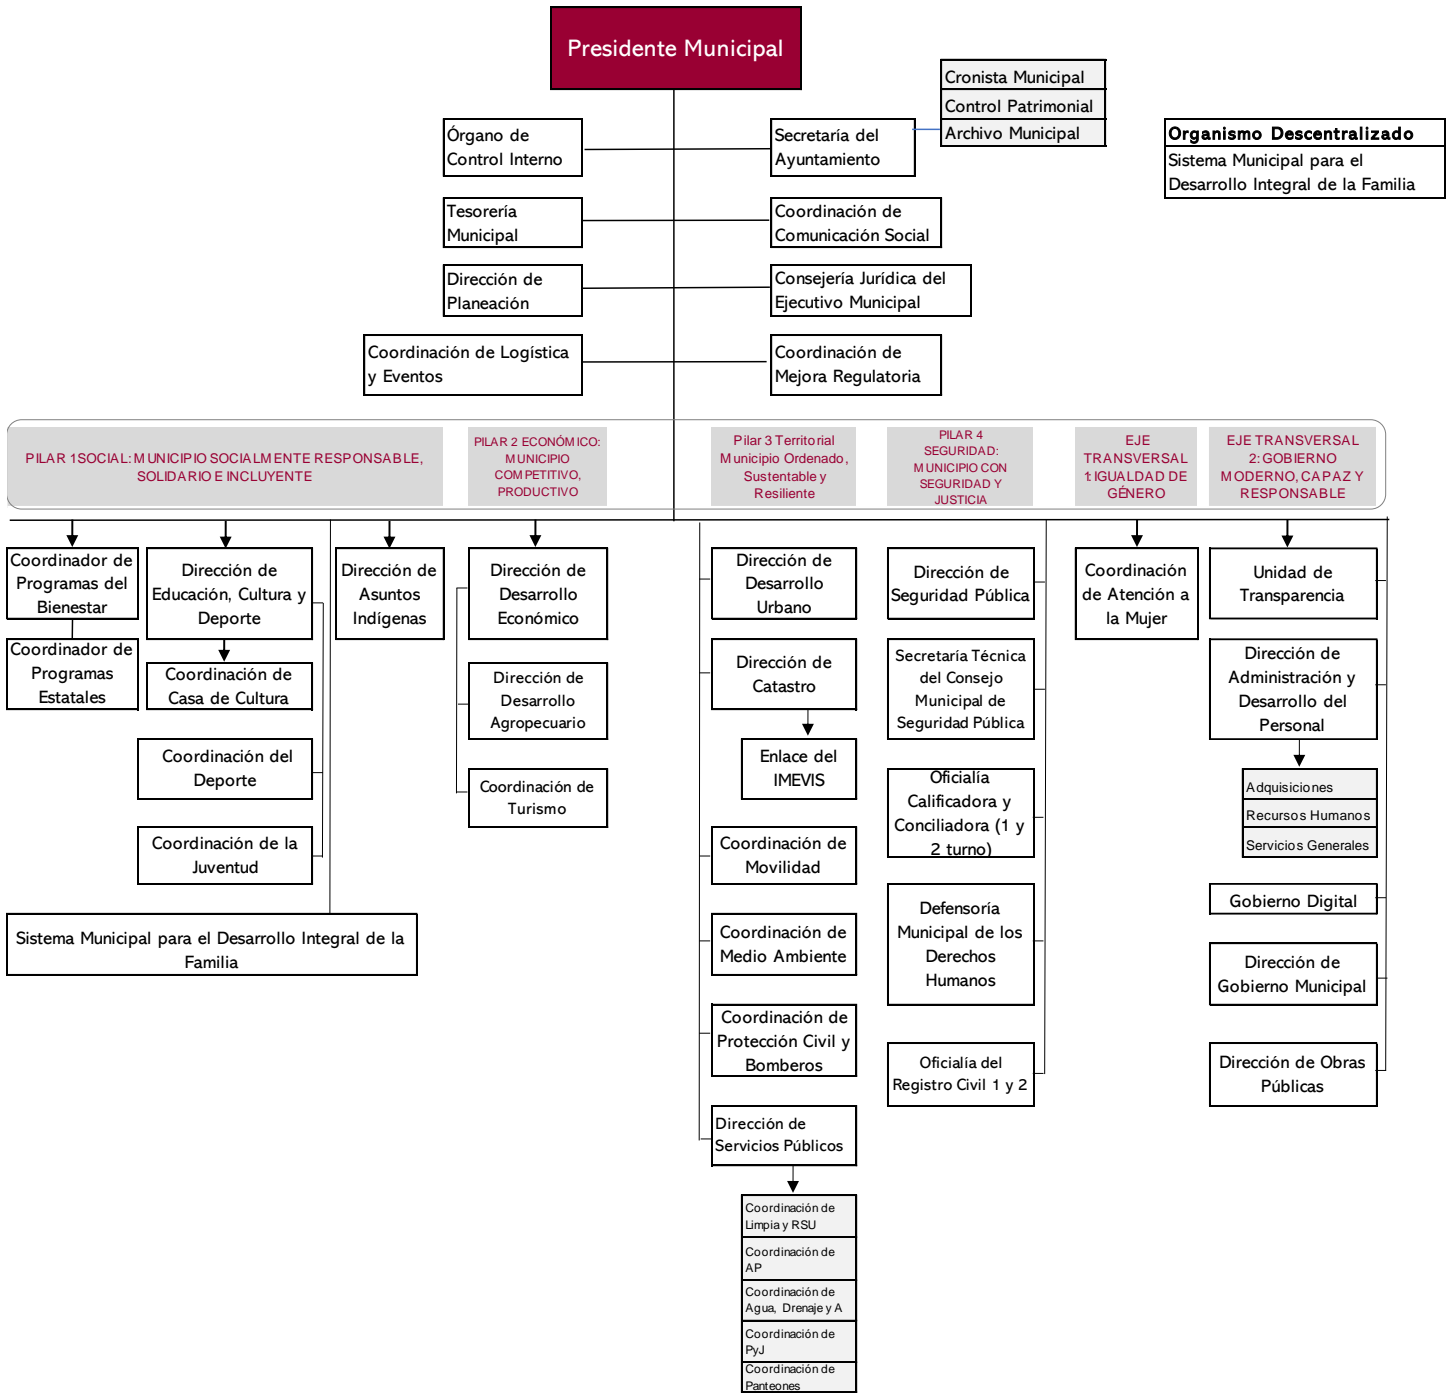 Presidente Municipal
Cronista Municipal
Control Patrimonial
Archivo Municipal
Órgano de
Control Interno
Secretaría del
Ayuntamiento
Organismo Descentralizado
Sistema Municipal para el
Desarrollo Integral de la Familia
Tesorería
Municipal
Coordinación de
Comunicación Social
Dirección de
Planeación
Consejería Jurídica del
Ejecutivo Municipal
Coordinación de Logística
y Eventos
Coordinación de
Mejora Regulatoria
PILAR 1SOCIAL: MUNICIPIO SOCIALMENTE RESPONSABLE,
SOLIDARIO E INCLUYENTE
PILAR 2 ECONÓMICO:
MUNICIPIO
COMPETITIVO,
PRODUCTIVO
Pilar 3 Territorial
Municipio Ordenado,
Sustentable y
Resiliente
PILAR 4
SEGURIDAD:
MUNICIPIO CON
SEGURIDAD Y
JUSTICIA
EJE
TRANSVERSAL
1: IGUALDAD DE
GÉNERO
EJE TRANSVERSAL
2: GOBIERNO
MODERNO, CAPAZ Y
RESPONSABLE
Coordinador de
Programas del
Bienestar
Coordinador de
Programas
Estatales
Dirección de
Educación, Cultura y
Deporte
Coordinación de
Casa de Cultura
Coordinación del
Deporte
Coordinación de la
Juventud
Sistema Municipal para el Desarrollo Integral de la
Familia
Dirección de
Asuntos
Indígenas
Dirección de
Desarrollo
Económico
Dirección de
Desarrollo
Agropecuario
Coordinación de
Turismo
Dirección de
Desarrollo
Urbano
Dirección de
Catastro
Enlace del
IMEVIS
Coordinación de
Movilidad
Coordinación de
Medio Ambiente
Coordinación de
Protección Civil y
Bomberos
Dirección de
Servicios Públicos
Coordinación de
Limpia y RSU
Coordinación de
AP
Coordinación de
Agua, Drenaje y A
Coordinación de
PyJ
Coordinación de
Panteones
Dirección de
Seguridad Pública
Secretaría Técnica
del Consejo
Municipal de
Seguridad Pública
Oficialía
Calificadora y
Conciliadora (1 y
2 turno)
Defensoría
Municipal de los
Derechos
Humanos
Oficialía del
Registro Civil 1 y 2
Coordinación
de Atención a
la Mujer
Unidad de
Transparencia
Dirección de
Administración y
Desarrollo del
Personal
Adquisiciones
Recursos Humanos
Servicios Generales
Gobierno Digital
Dirección de
Gobierno Municipal
Dirección de Obras
Públicas